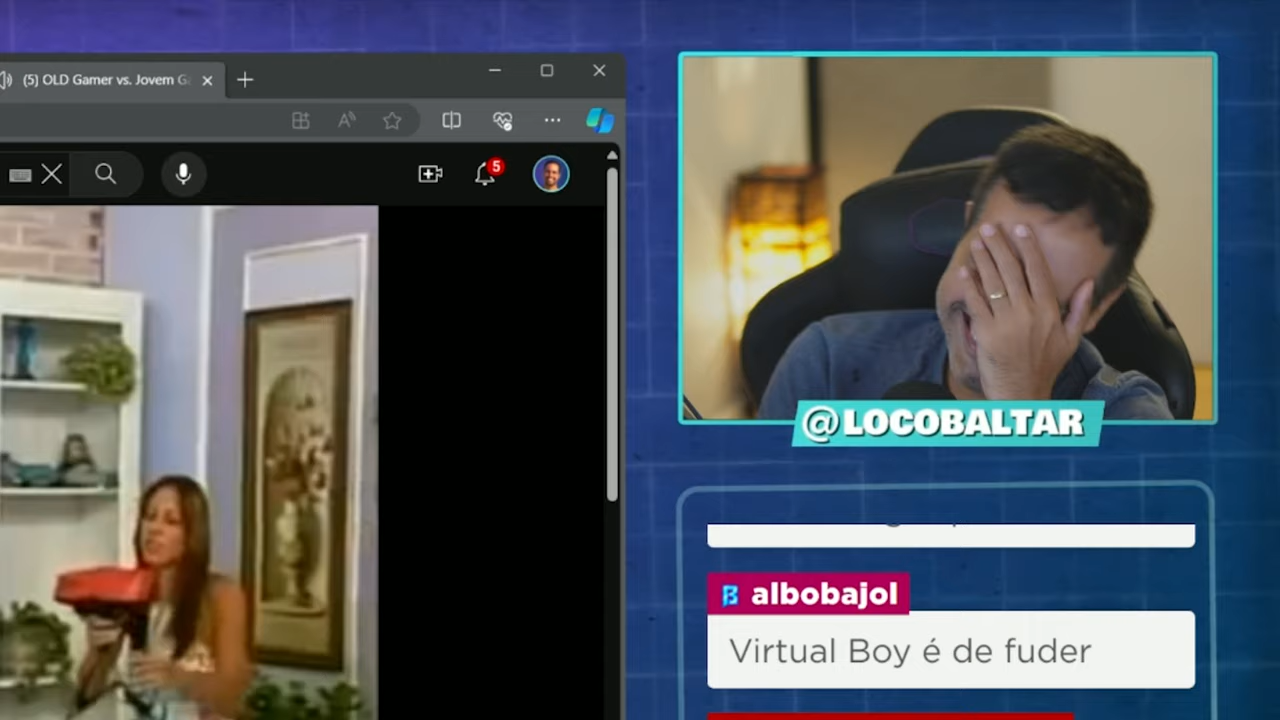 (5) OLD Gamer vs. Jovem G
5
@LOCOBALTAR
albobajol
Virtual Boy é de fuder